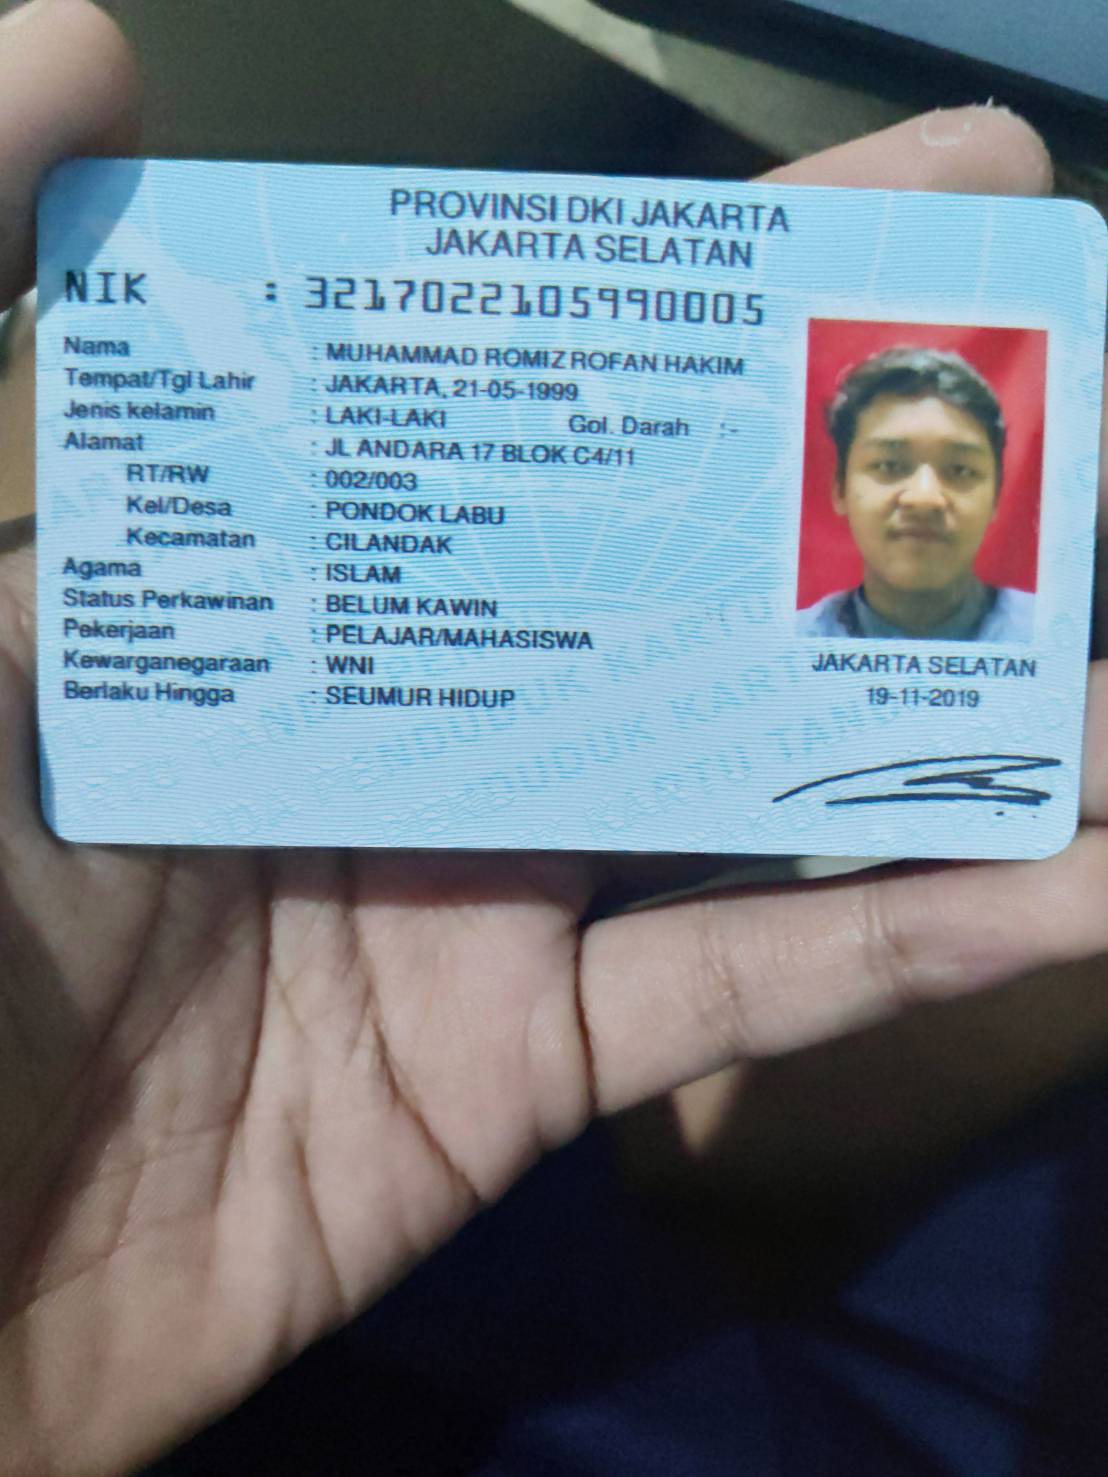 PROVINSI DKI JAKARTA
JAKARTA SELATAN
NIK : 3217022105990005
Nama : MUHAMMAD ROMIZ ROFAN HAKIM
Tempat/Tgl Lahir : JAKARTA, 21-05-1999
Jenis kelamin : LAKI-LAKI Gol. Darah :-
Alamat : JL ANDARA 17 BLOK C4/11
RT/RW : 002/003
Kel/Desa : PONDOK LABU
Kecamatan : CILANDAK
Agama : ISLAM
Status Perkawinan : BELUM KAWIN
Pekerjaan : PELAJAR/MAHASISWA
Kewarganegaraan : WNI
Berlaku Hingga : SEUMUR HIDUP
JAKARTA SELATAN
19-11-2019